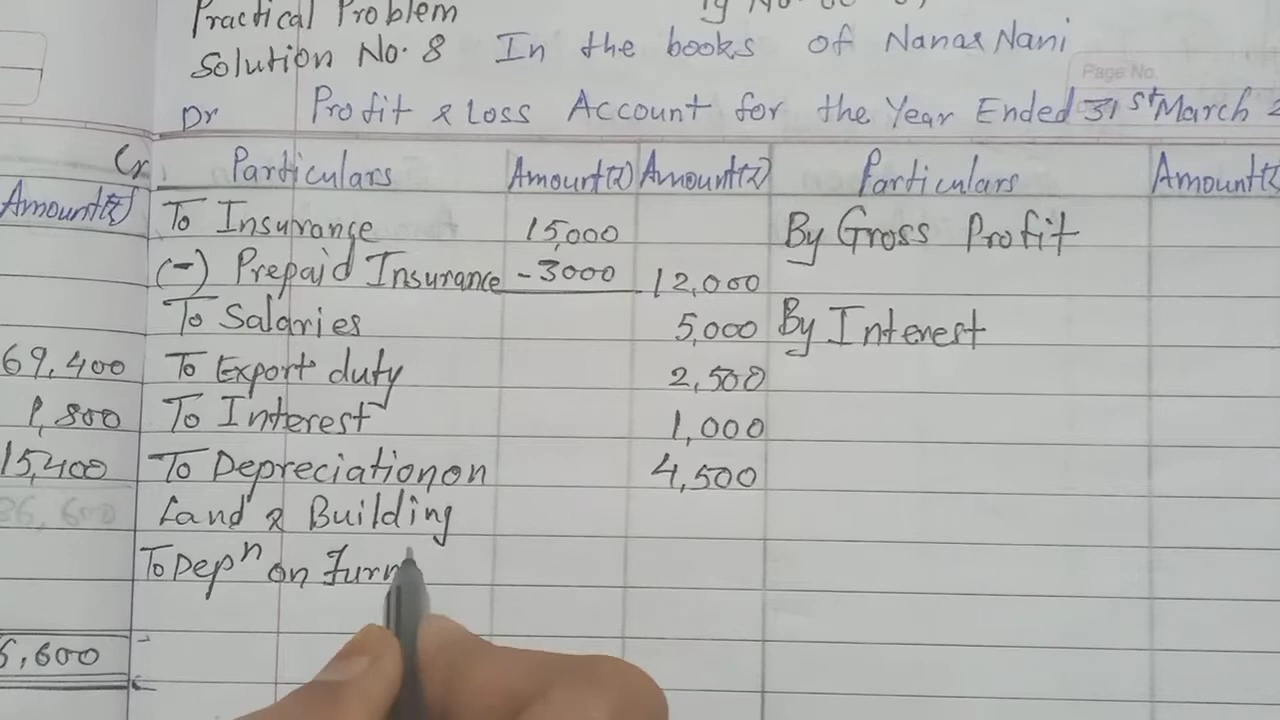 Practical Problem
Solution No. 8 In the books of Nana & Nani
Page No.
Dr Profit & Loss Account for the Year Ended 31st March
Cr. Particulars Amount(₹) Amount(₹) Particulars Amount(₹
Amount(₹)
To Insurance 15,000 By Gross Profit
(-) Prepaid Insurance - 3000 12,000
To Salaries 5,000 By Interest
69,400 To Export duty 2,500
1,800 To Interest 1,000
15,400 To Depreciation on 4,500
Land & Building
To Depn on Furn
6,600